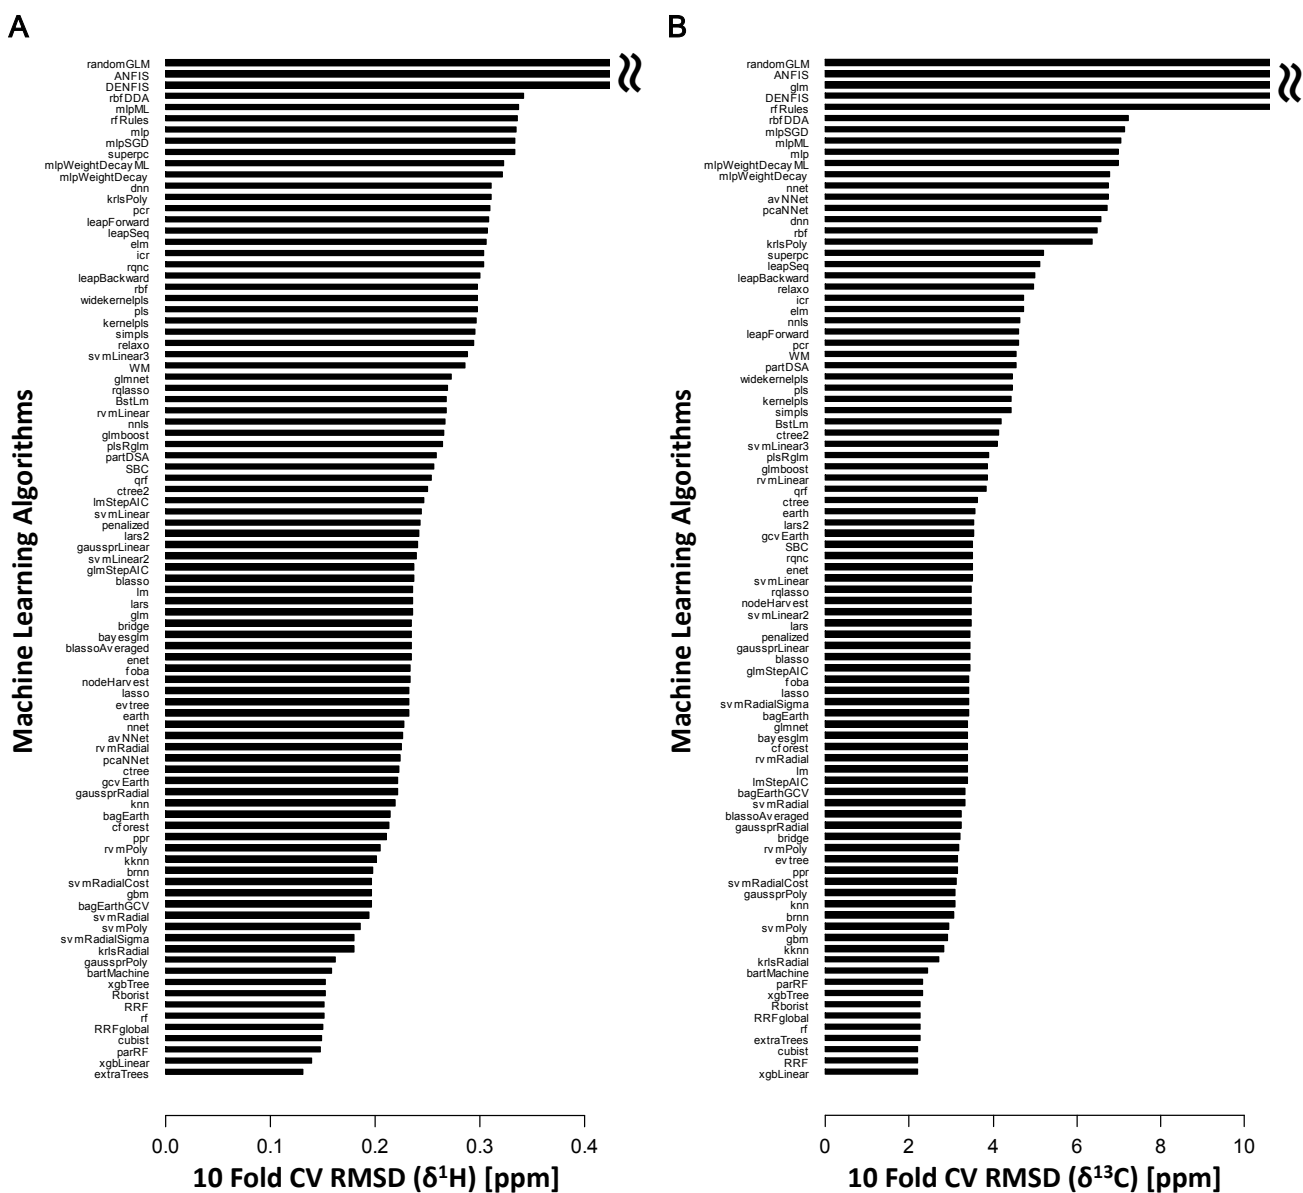 A
randomGLM
ANFIS
DENFIS
rbfDDA
mlpML
rfRules
mlp
mlpSGD
superpc
mlpWeightDecayML
mlpWeightDecay
dnn
krlsPoly
pcr
leapForward
leapSeq
elm
icr
rqnc
leapBackward
rbf
widekernelpls
pls
kernelpls
simpls
relaxo
svmLinear3
WM
glmnet
rqlasso
BstLm
rvmLinear
nnls
glmboost
plsRglm
partDSA
SBC
qrf
ctree2
lmStepAIC
svmLinear
penalized
lars2
gaussprLinear
svmLinear2
glmStepAIC
blasso
lm
lars
glm
bridge
bayesglm
blassoAveraged
enet
foba
nodeHarvest
lasso
evtree
earth
nnet
avNNet
rvmRadial
pcaNNet
ctree
gcvEarth
gaussprRadial
knn
bagEarth
cforest
ppr
rvmPoly
kknn
brnn
svmRadialCost
gbm
bagEarthGCV
svmRadial
svmPoly
svmRadialSigma
krlsRadial
gaussprPoly
bartMachine
xgbTree
Rborist
RRF
rf
RRFglobal
cubist
parRF
xgbLinear
extraTrees
Machine Learning Algorithms
0.0 0.1 0.2 0.3 0.4
10 Fold CV RMSD (δ¹H) [ppm]
B
randomGLM
ANFIS
glm
DENFIS
rfRules
rbfDDA
mlpSGD
mlpML
mlp
mlpWeightDecayML
mlpWeightDecay
nnet
avNNet
pcaNNet
dnn
rbf
krlsPoly
superpc
leapSeq
leapBackward
relaxo
icr
elm
nnls
leapForward
pcr
WM
partDSA
widekernelpls
pls
kernelpls
simpls
BstLm
ctree2
svmLinear3
plsRglm
glmboost
rvmLinear
qrf
ctree
earth
lars2
gcvEarth
SBC
rqnc
enet
svmLinear
rqlasso
nodeHarvest
svmLinear2
lars
penalized
gaussprLinear
blasso
glmStepAIC
foba
lasso
svmRadialSigma
bagEarth
glmnet
bayesglm
cforest
rvmRadial
lm
lmStepAIC
bagEarthGCV
svmRadial
blassoAveraged
gaussprRadial
bridge
rvmPoly
evtree
ppr
svmRadialCost
gaussprPoly
knn
brnn
svmPoly
gbm
kknn
krlsRadial
bartMachine
parRF
xgbTree
Rborist
RRFglobal
rf
extraTrees
cubist
RRF
xgbLinear
Machine Learning Algorithms
0 2 4 6 8 10
10 Fold CV RMSD (δ¹³C) [ppm]